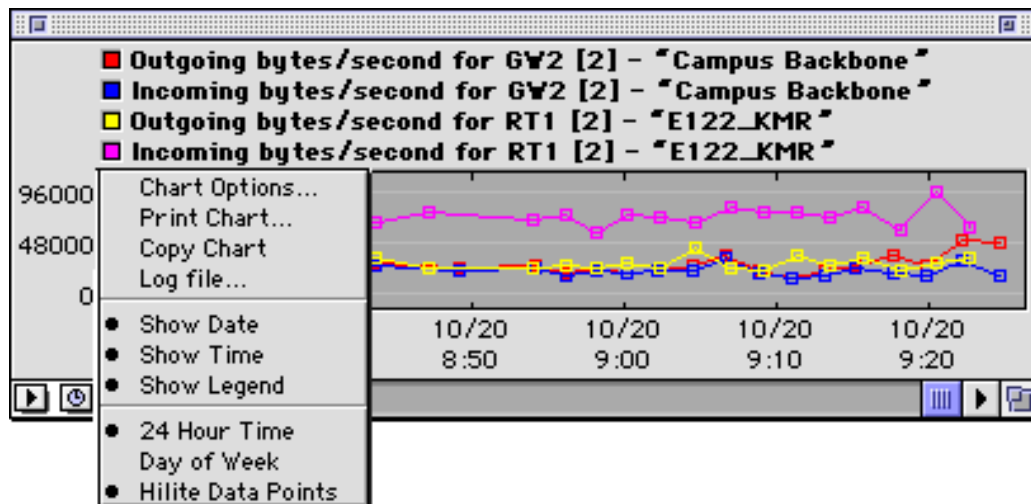 Outgoing bytes/second for GW2 [2] - "Campus Backbone"
Incoming bytes/second for GW2 [2] - "Campus Backbone"
Outgoing bytes/second for RT1 [2] - "E122_KMR"
Incoming bytes/second for RT1 [2] - "E122_KMR"
96000
48000
0
Chart Options...
Print Chart...
Copy Chart
Log file...
● Show Date
● Show Time
● Show Legend
● 24 Hour Time
Day of Week
● Hilite Data Points
10/20 10/20 10/20 10/20
8:50 9:00 9:10 9:20